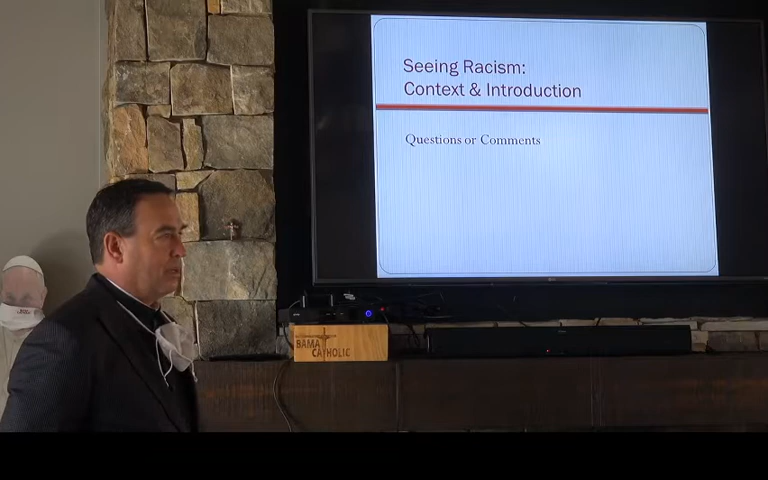 Seeing Racism:
Context & Introduction
Questions or Comments
BAMA
CATHOLIC